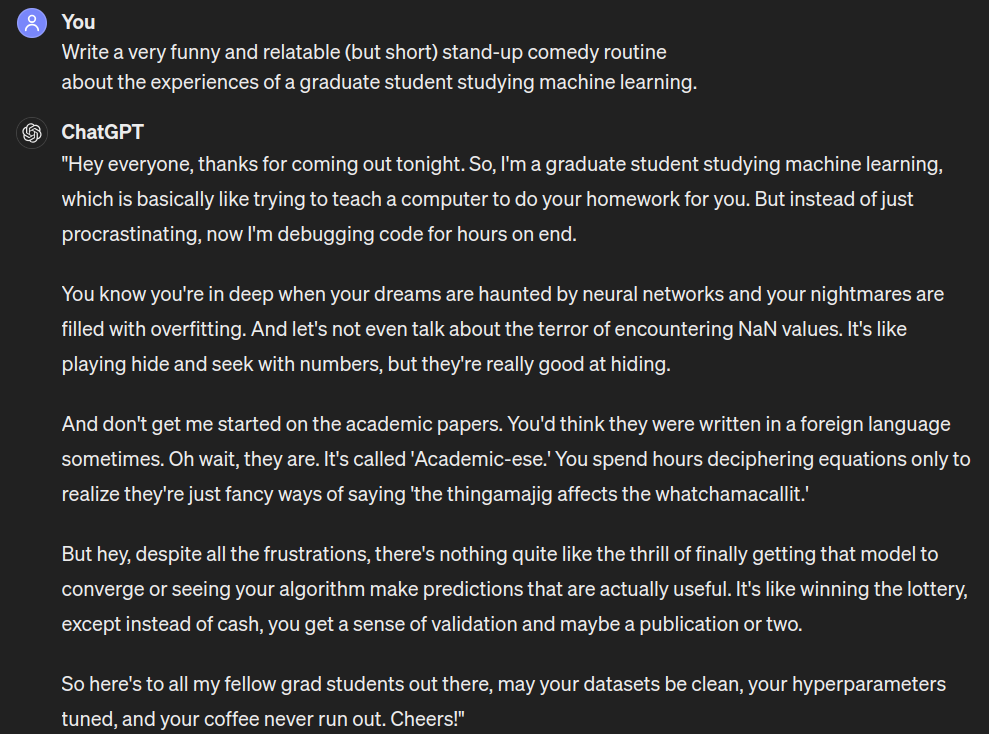 You
Write a very funny and relatable (but short) stand-up comedy routine
about the experiences of a graduate student studying machine learning.
ChatGPT
"Hey everyone, thanks for coming out tonight. So, I'm a graduate student studying machine learning,
which is basically like trying to teach a computer to do your homework for you. But instead of just
procrastinating, now I'm debugging code for hours on end.
You know you're in deep when your dreams are haunted by neural networks and your nightmares are
filled with overfitting. And let's not even talk about the terror of encountering NaN values. It's like
playing hide and seek with numbers, but they're really good at hiding.
And don't get me started on the academic papers. You'd think they were written in a foreign language
sometimes. Oh wait, they are. It's called 'Academic-ese.' You spend hours deciphering equations only to
realize they're just fancy ways of saying 'the thingamajig affects the whatchamacallit.'
But hey, despite all the frustrations, there's nothing quite like the thrill of finally getting that model to
converge or seeing your algorithm make predictions that are actually useful. It's like winning the lottery,
except instead of cash, you get a sense of validation and maybe a publication or two.
So here's to all my fellow grad students out there, may your datasets be clean, your hyperparameters
tuned, and your coffee never run out. Cheers!"